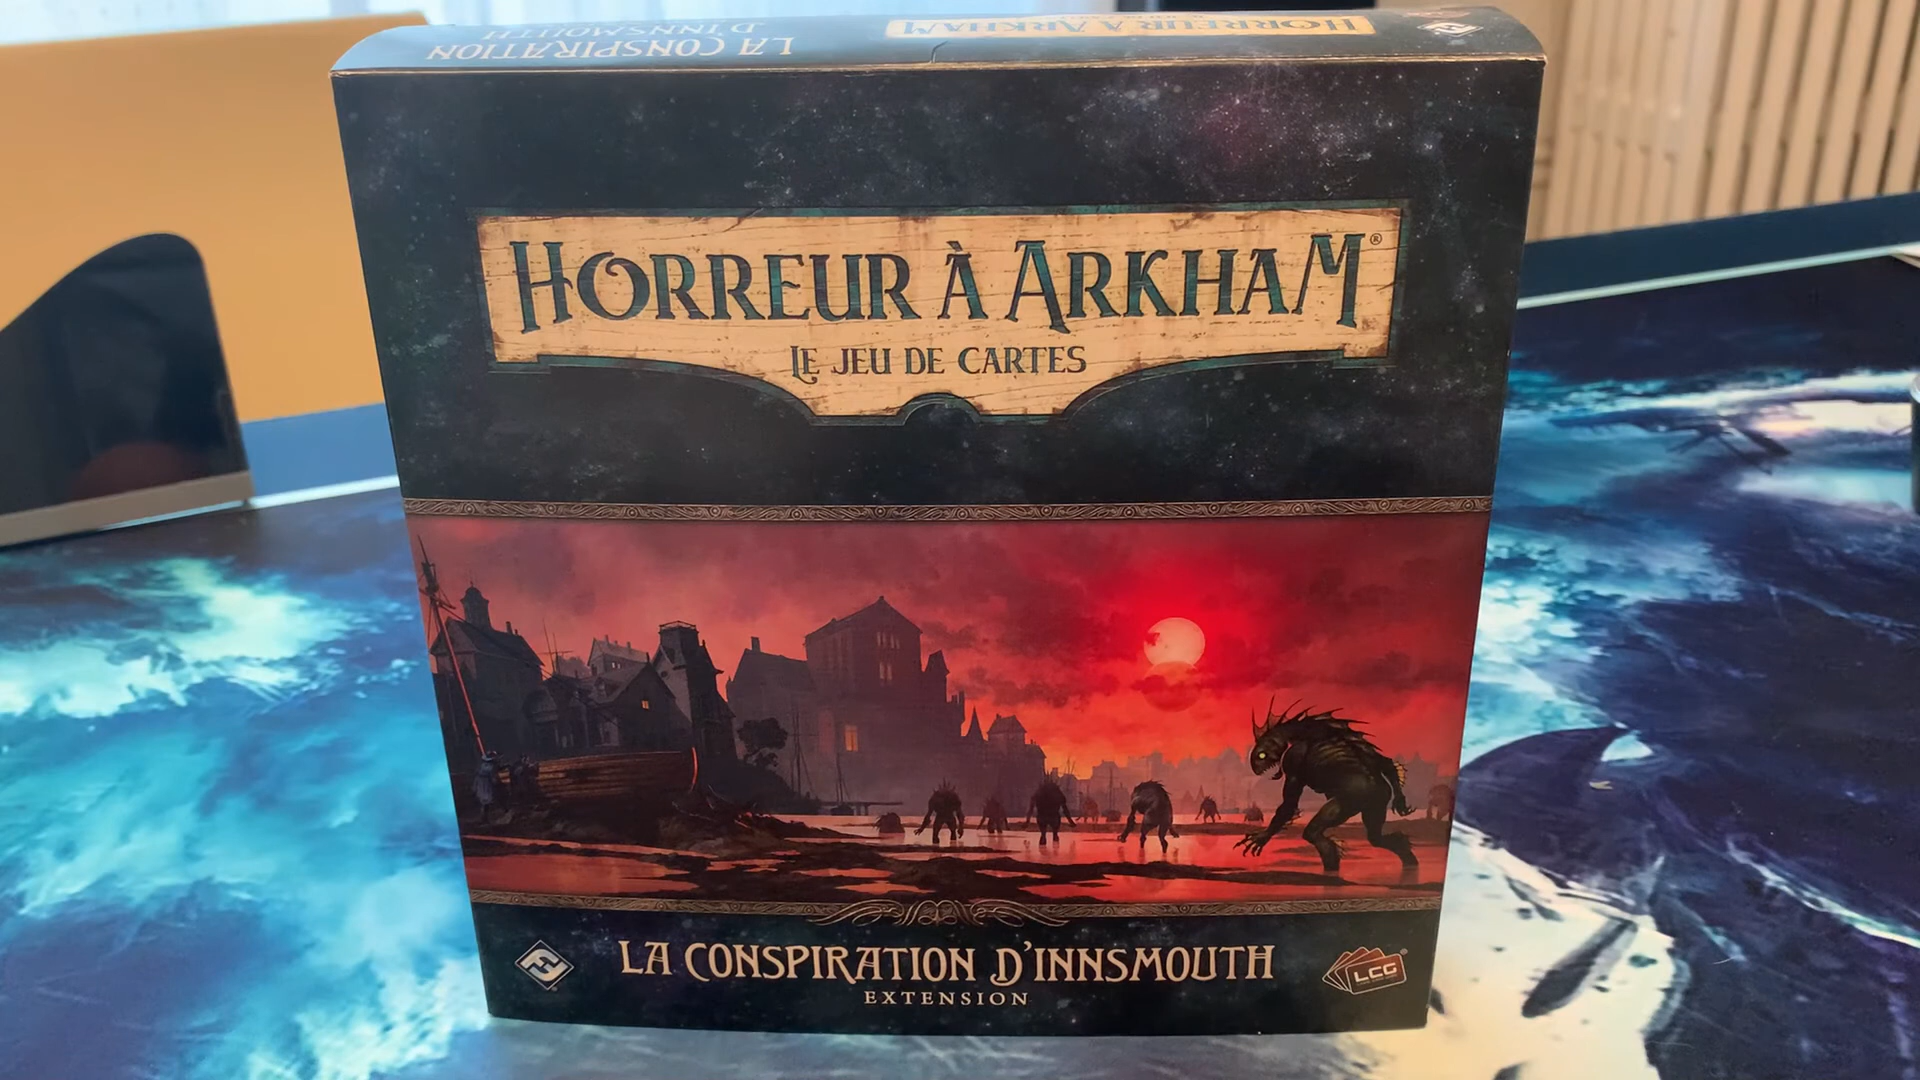 LA CONSPIRATION
D'INNSMOUTH
HORREUR À ARKHAM
HORREUR À ARKHAM®
LE JEU DE CARTES
LA CONSPIRATION D'INNSMOUTH
EXTENSION
LCG